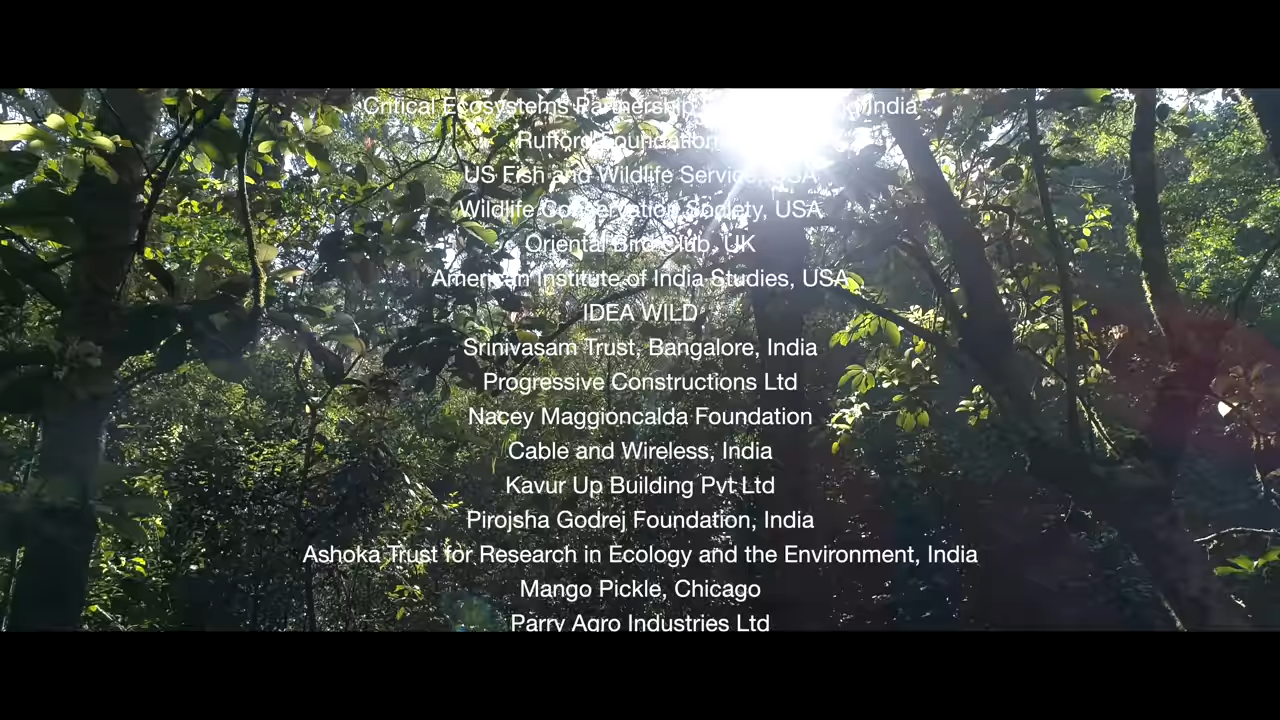 Critical Ecosystems Partnership India
Rufford Foundation
US Fish and Wildlife Service, USA
Wildlife Conservation Society, USA
Oriental Bird Club, UK
American Institute of India Studies, USA
IDEA WILD
Srinivasam Trust, Bangalore, India
Progressive Constructions Ltd
Nacey Maggioncalda Foundation
Cable and Wireless, India
Kavur Up Building Pvt Ltd
Pirojsha Godrej Foundation, India
Ashoka Trust for Research in Ecology and the Environment, India
Mango Pickle, Chicago
Parry Agro Industries Ltd